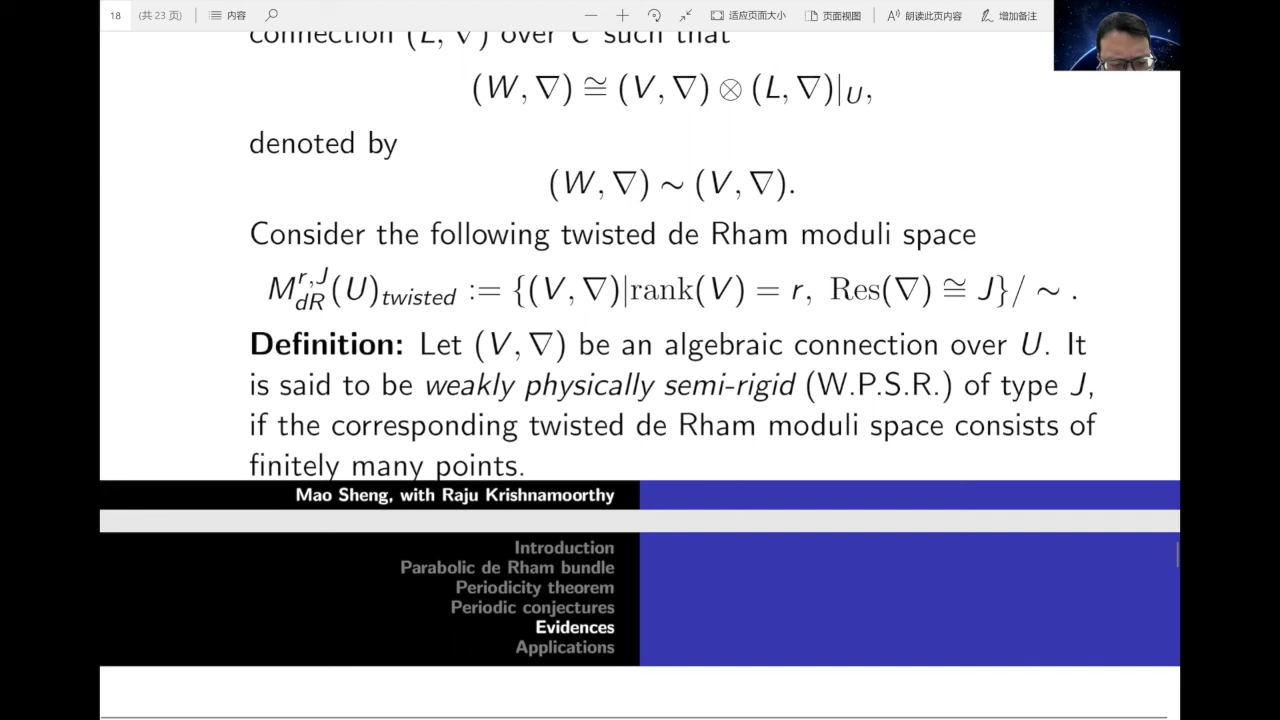 18 (共 23 页) 内容 适应页面大小 页面视图 朗读此页内容 增加备注
connection (L, ∇) over C such that
(W, ∇) ≅ (V, ∇) ⊗ (L, ∇)|_U,
denoted by
(W, ∇) ∼ (V, ∇).
Consider the following twisted de Rham moduli space
M^{r,J}_{dR}(U)_{twisted} := {(V, ∇)|rank(V) = r, Res(∇) ≅ J}/ ∼ .
Definition: Let (V, ∇) be an algebraic connection over U. It
is said to be weakly physically semi-rigid (W.P.S.R.) of type J,
if the corresponding twisted de Rham moduli space consists of
finitely many points.
Mao Sheng, with Raju Krishnamoorthy
Introduction
Parabolic de Rham bundle
Periodicity theorem
Periodic conjectures
Evidences
Applications